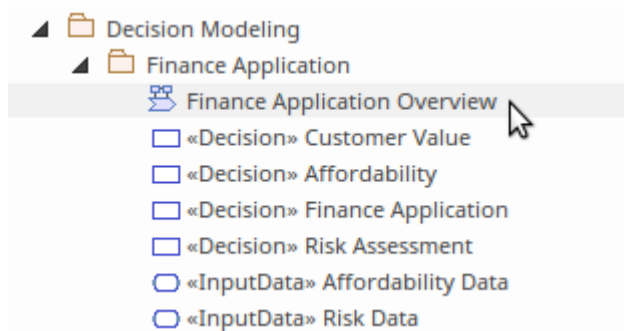 Decision Modeling
Finance Application
Finance Application Overview
«Decision» Customer Value
«Decision» Affordability
«Decision» Finance Application
«Decision» Risk Assessment
«InputData» Affordability Data
«InputData» Risk Data